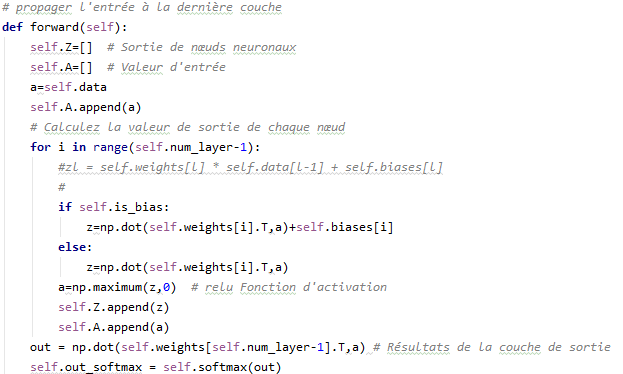 # propager l'entrée à la dernière couche
def forward(self):
    self.Z=[]  # Sortie de nœuds neuronaux
    self.A=[]  # Valeur d'entrée
    a=self.data
    self.A.append(a)
    # Calculez la valeur de sortie de chaque nœud
    for i in range(self.num_layer-1):
        #zl = self.weights[l] * self.data[l-1] + self.biases[l]
        #
        if self.is_bias:
            z=np.dot(self.weights[i].T,a)+self.biases[i]
        else:
            z=np.dot(self.weights[i].T,a)
        a=np.maximum(z,0)  # relu Fonction d'activation
        self.Z.append(z)
        self.A.append(a)
    out = np.dot(self.weights[self.num_layer-1].T,a) # Résultats de la couche de sortie
    self.out_softmax = self.softmax(out)